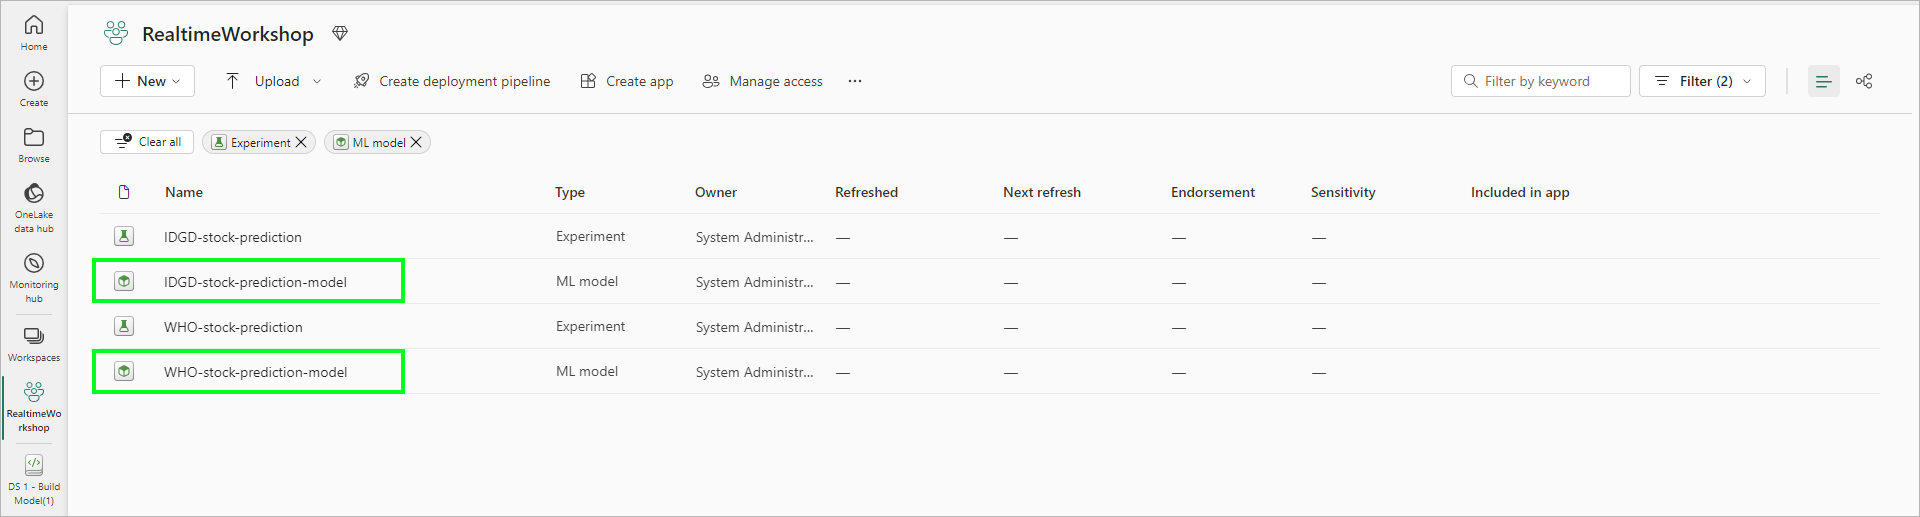 Home
Create
Browse
OneLake
data hub
Monitoring
hub
Workspaces
RealtimeWo
rkshop
DS 1 - Build
Model(1)
RealtimeWorkshop
New
Upload
Create deployment pipeline
Create app
Manage access
Filter by keyword
Filter (2)
Clear all
Experiment
ML model
Name Type Owner Refreshed Next refresh Endorsement Sensitivity Included in app
IDGD-stock-prediction Experiment System Administr... — — — —
IDGD-stock-prediction-model ML model System Administr... — — — —
WHO-stock-prediction Experiment System Administr... — — — —
WHO-stock-prediction-model ML model System Administr... — — — —